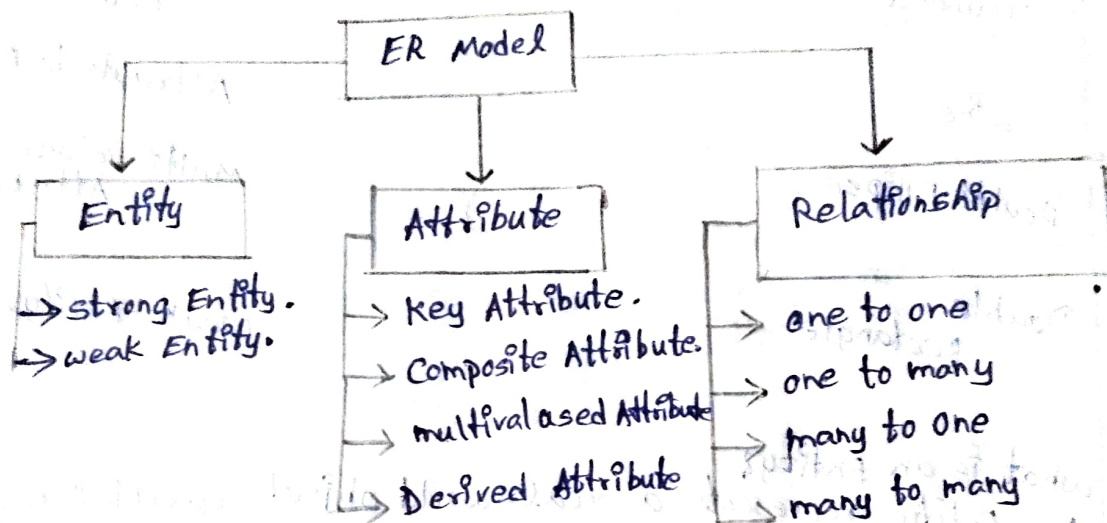 ER Model
Entity
Attribute
Relationship
strong Entity.
weak Entity.
Key Attribute.
Composite Attribute.
multivalased Attribute
Derived Attribute
one to one
one to many
many to one
many to many